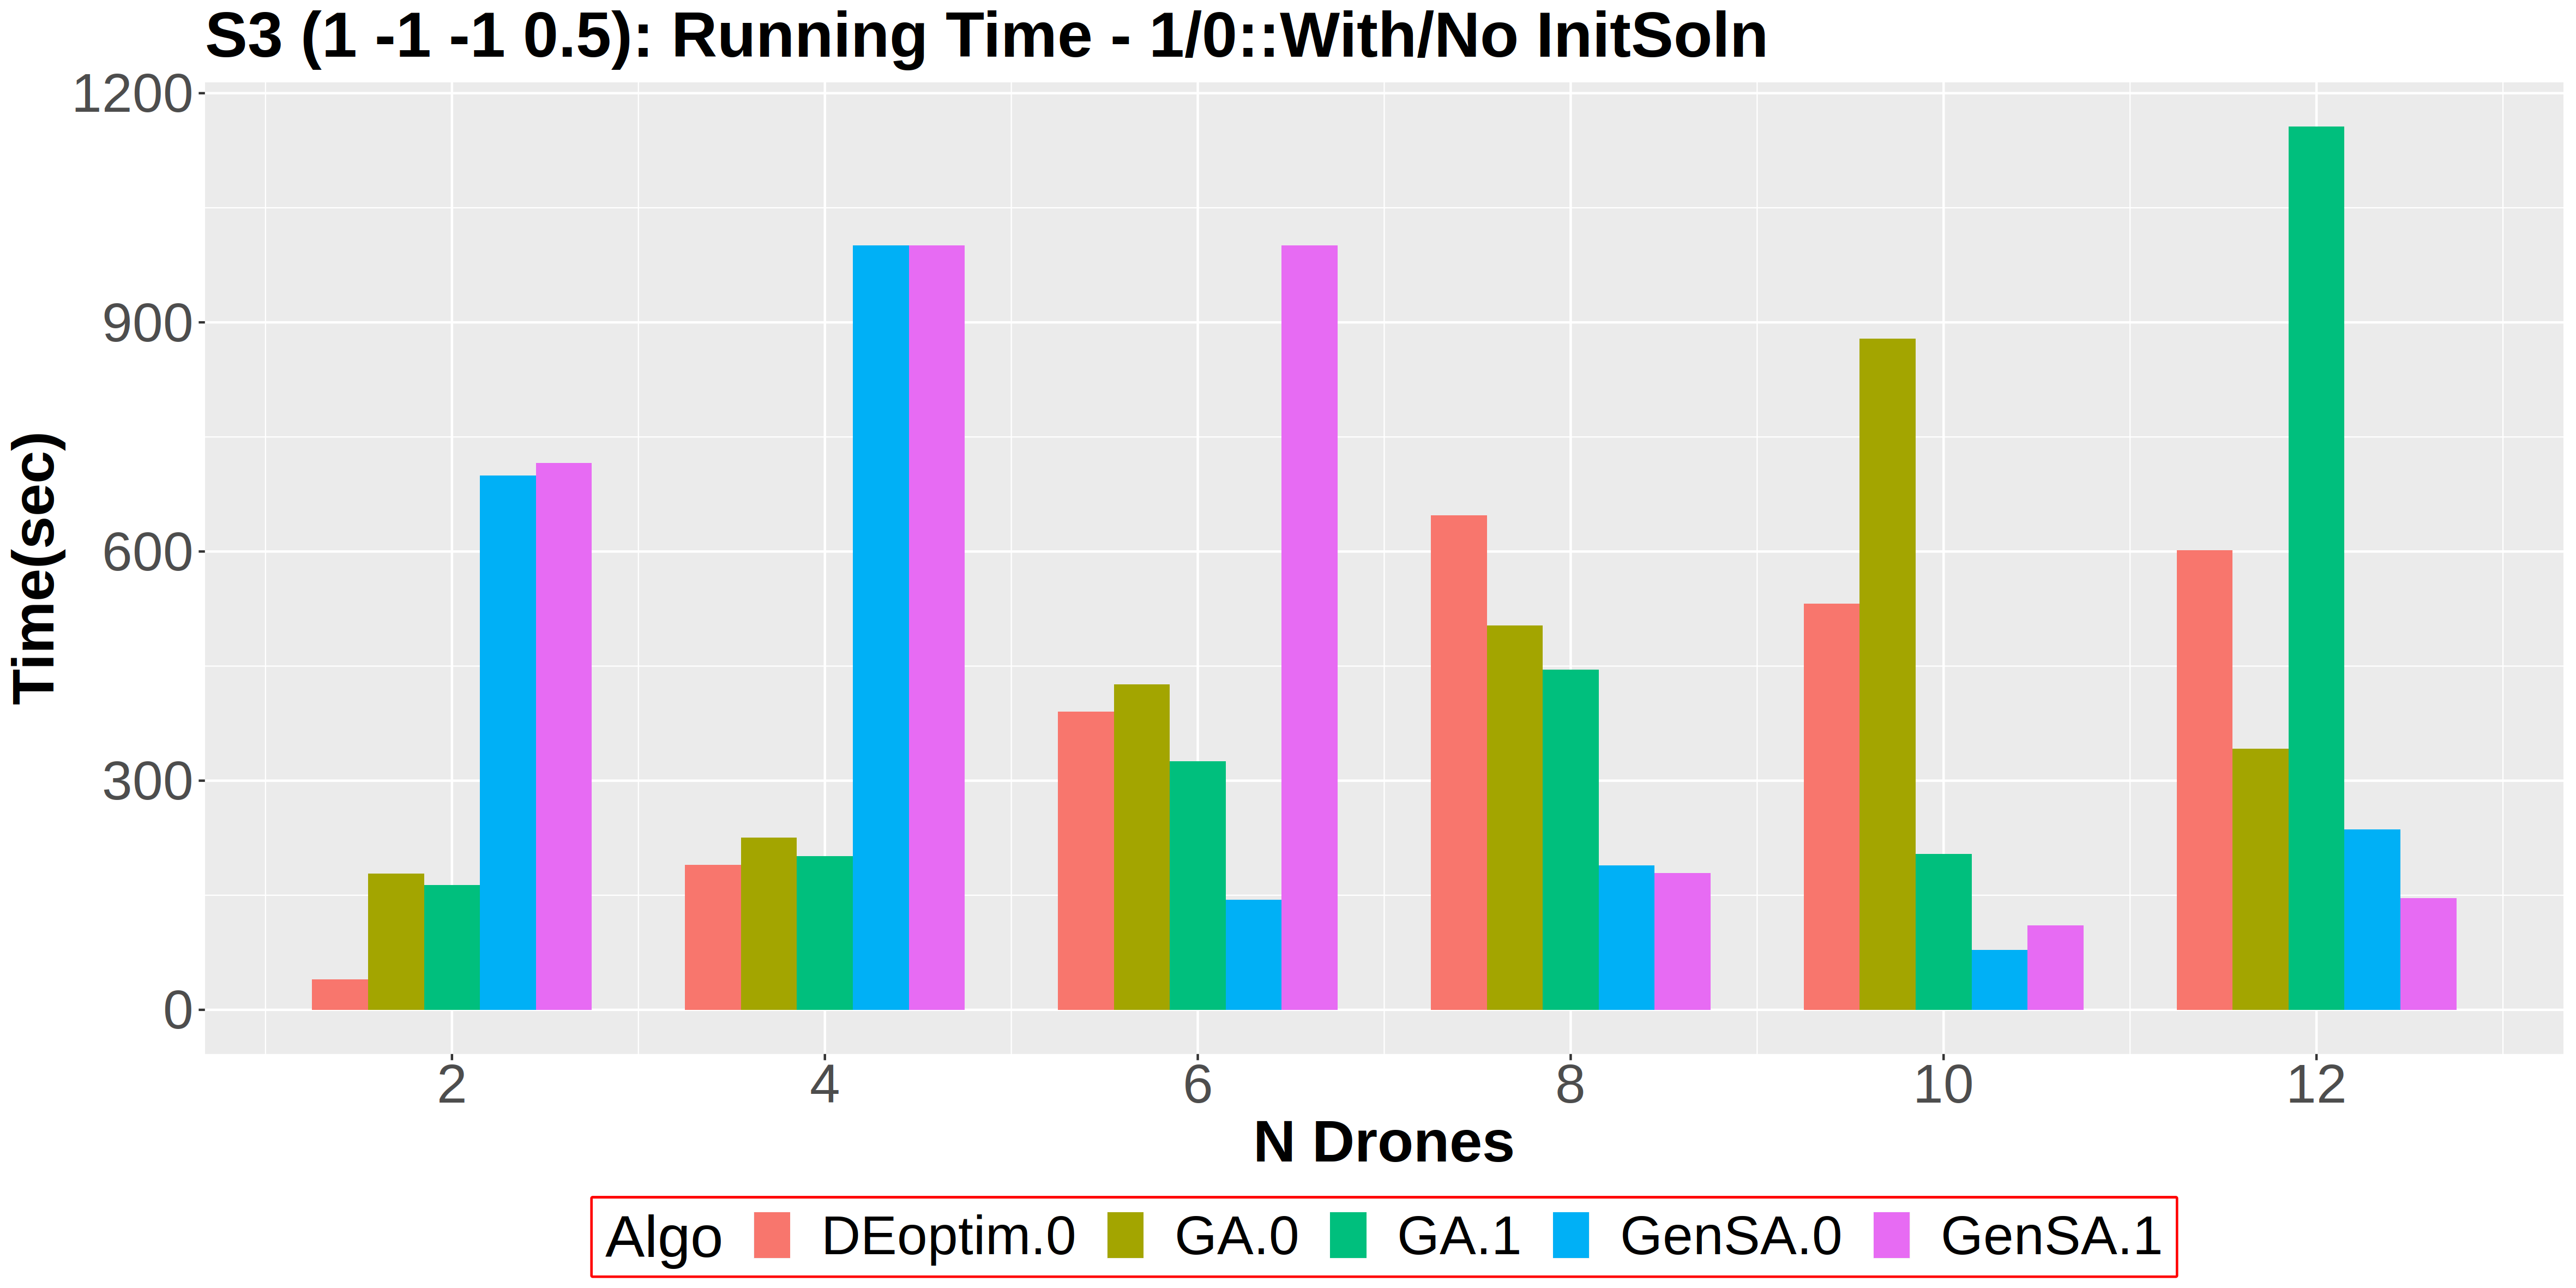 S3 (1 -1 -1 0.5): Running Time - 1/0::With/No InitSoln
1200
900
600
300
0
Time(sec)
2 4 6 8 10 12
N Drones
Algo DEoptim.0 GA.0 GA.1 GenSA.0 GenSA.1